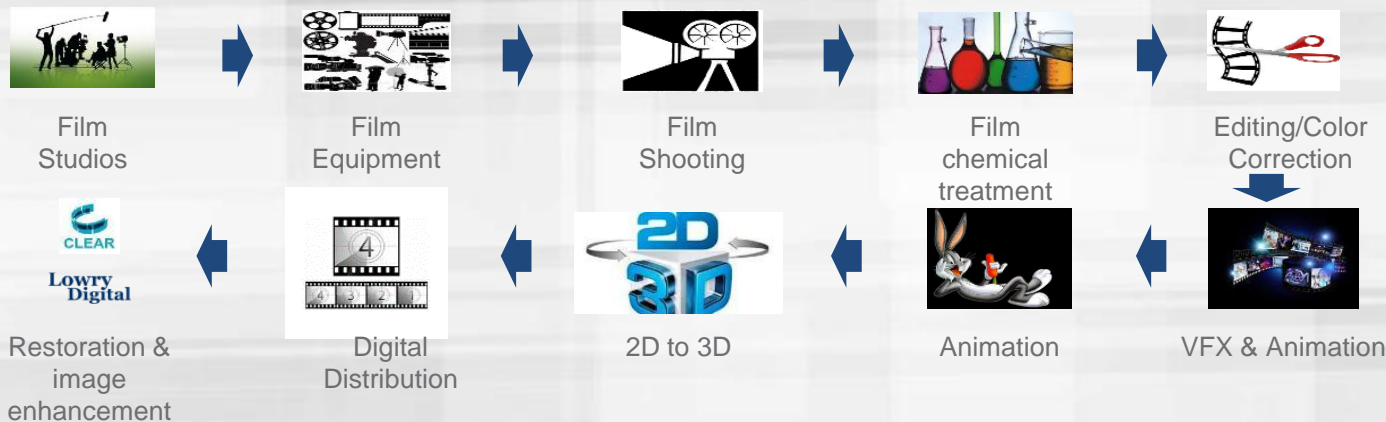 Film
Studios
Film
Equipment
Film
Shooting
Film
chemical
treatment
Editing/Color
Correction
CLEAR
Lowry
Digital
Restoration &
image
enhancement
4
4 3 2 1
Digital
Distribution
2D
3D
2D to 3D
Animation
VFX & Animation